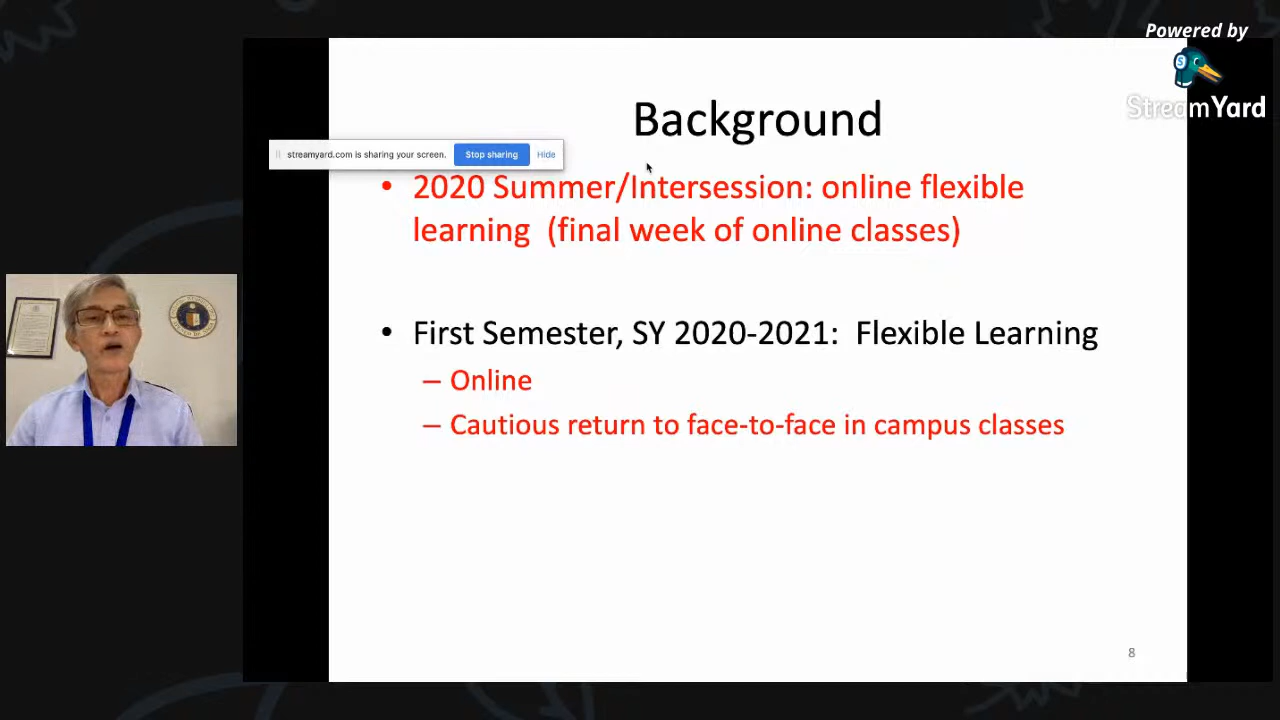 Powered by
StreamYard
Background
streamyard.com is sharing your screen. Stop sharing Hide
• 2020 Summer/Intersession: online flexible
learning (final week of online classes)
• First Semester, SY 2020-2021: Flexible Learning
– Online
– Cautious return to face-to-face in campus classes
8